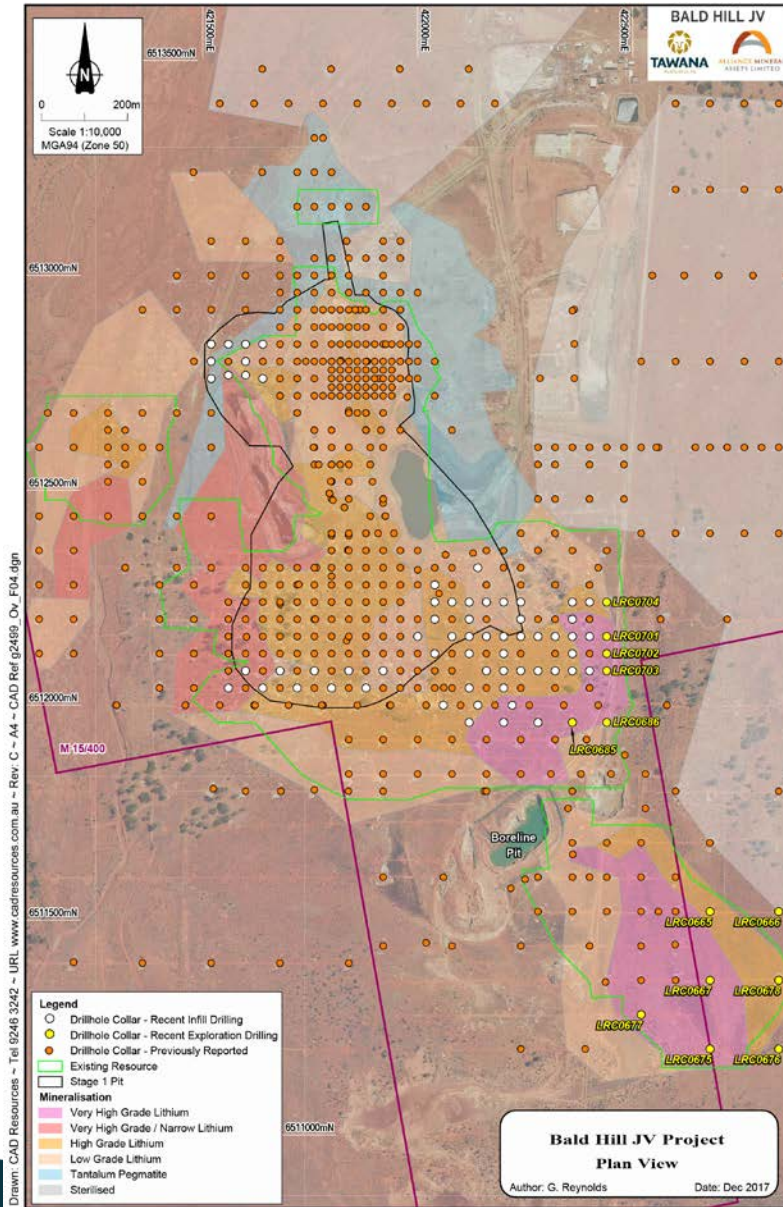 421500mE
422000mE
422500mE
6513500mN
N
0 200m
Scale 1:10,000
MGA94 (Zone 50)
BALD HILL JV
TAWANA
ALLIANCE MINERAL
ASSETS LIMITED
6513000mN
6512500mN
LRC0704
LRC0701
LRC0702
LRC0703
6512000mN
LRC0686
LRC0685
M 15/400
Boreline
Pit
6511500mN
LRC0665
LRC0666
LRC0667
LRC0678
LRC0677
LRC0675
LRC0676
6511000mN
Legend
Drillhole Collar - Recent Infill Drilling
Drillhole Collar - Recent Exploration Drilling
Drillhole Collar - Previously Reported
Existing Resource
Stage 1 Pit
Mineralisation
Very High Grade Lithium
Very High Grade / Narrow Lithium
High Grade Lithium
Low Grade Lithium
Tantalum Pegmatite
Sterilised
Bald Hill JV Project
Plan View
Author: G. Reynolds Date: Dec 2017
Drawn: CAD Resources ~ Tel 9246 3242 ~ URL www.cadresources.com.au ~ Rev: C ~ A4 ~ CAD Ref g2499_Ov_F04.dgn